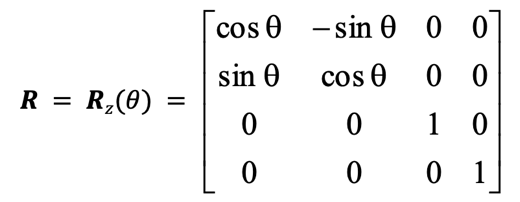 cos θ −sin θ 0 0
sin θ cos θ 0 0
R = R_z(θ) =
0 0 1 0
0 0 0 1